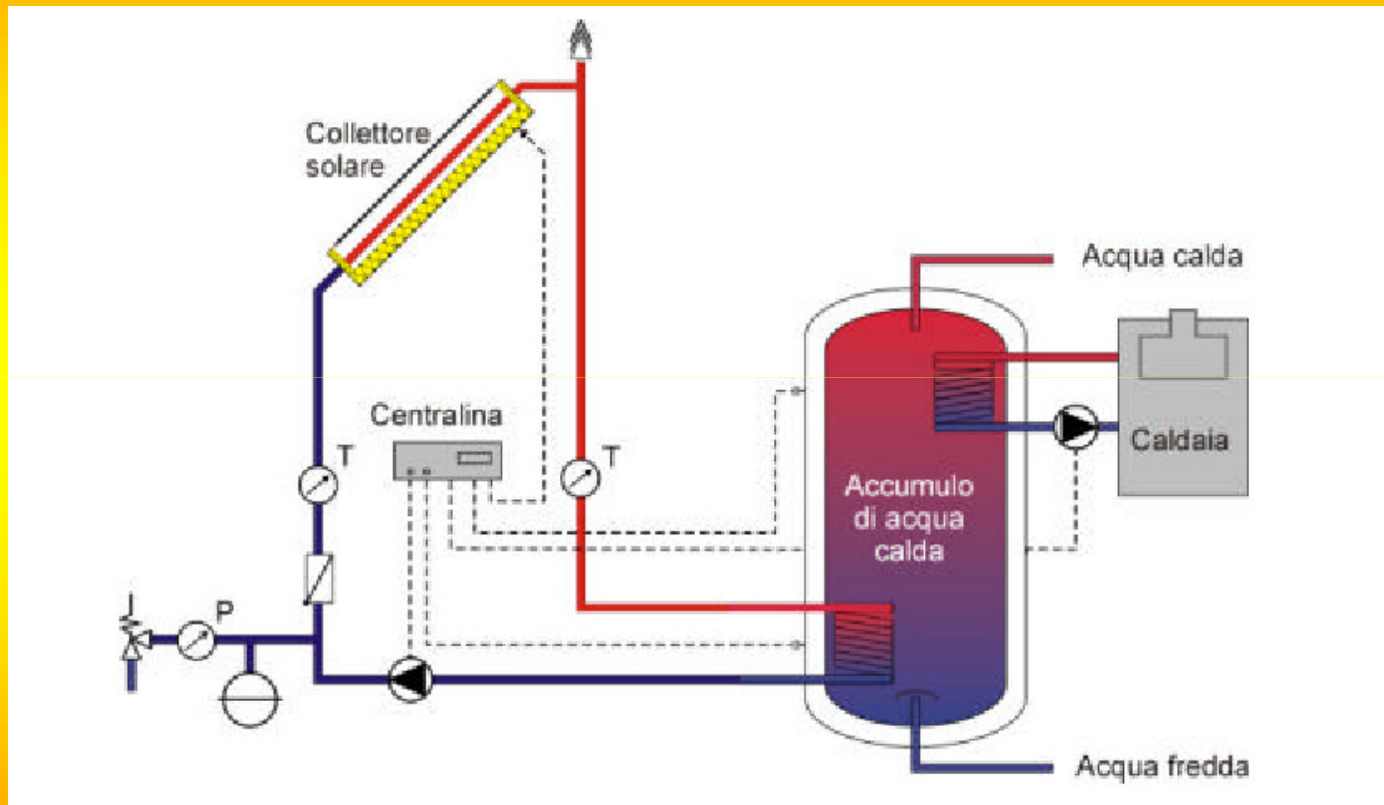 Collettore
solare
Acqua calda
Centralina
T
T
Caldaia
Accumulo
di acqua
calda
P
Acqua fredda